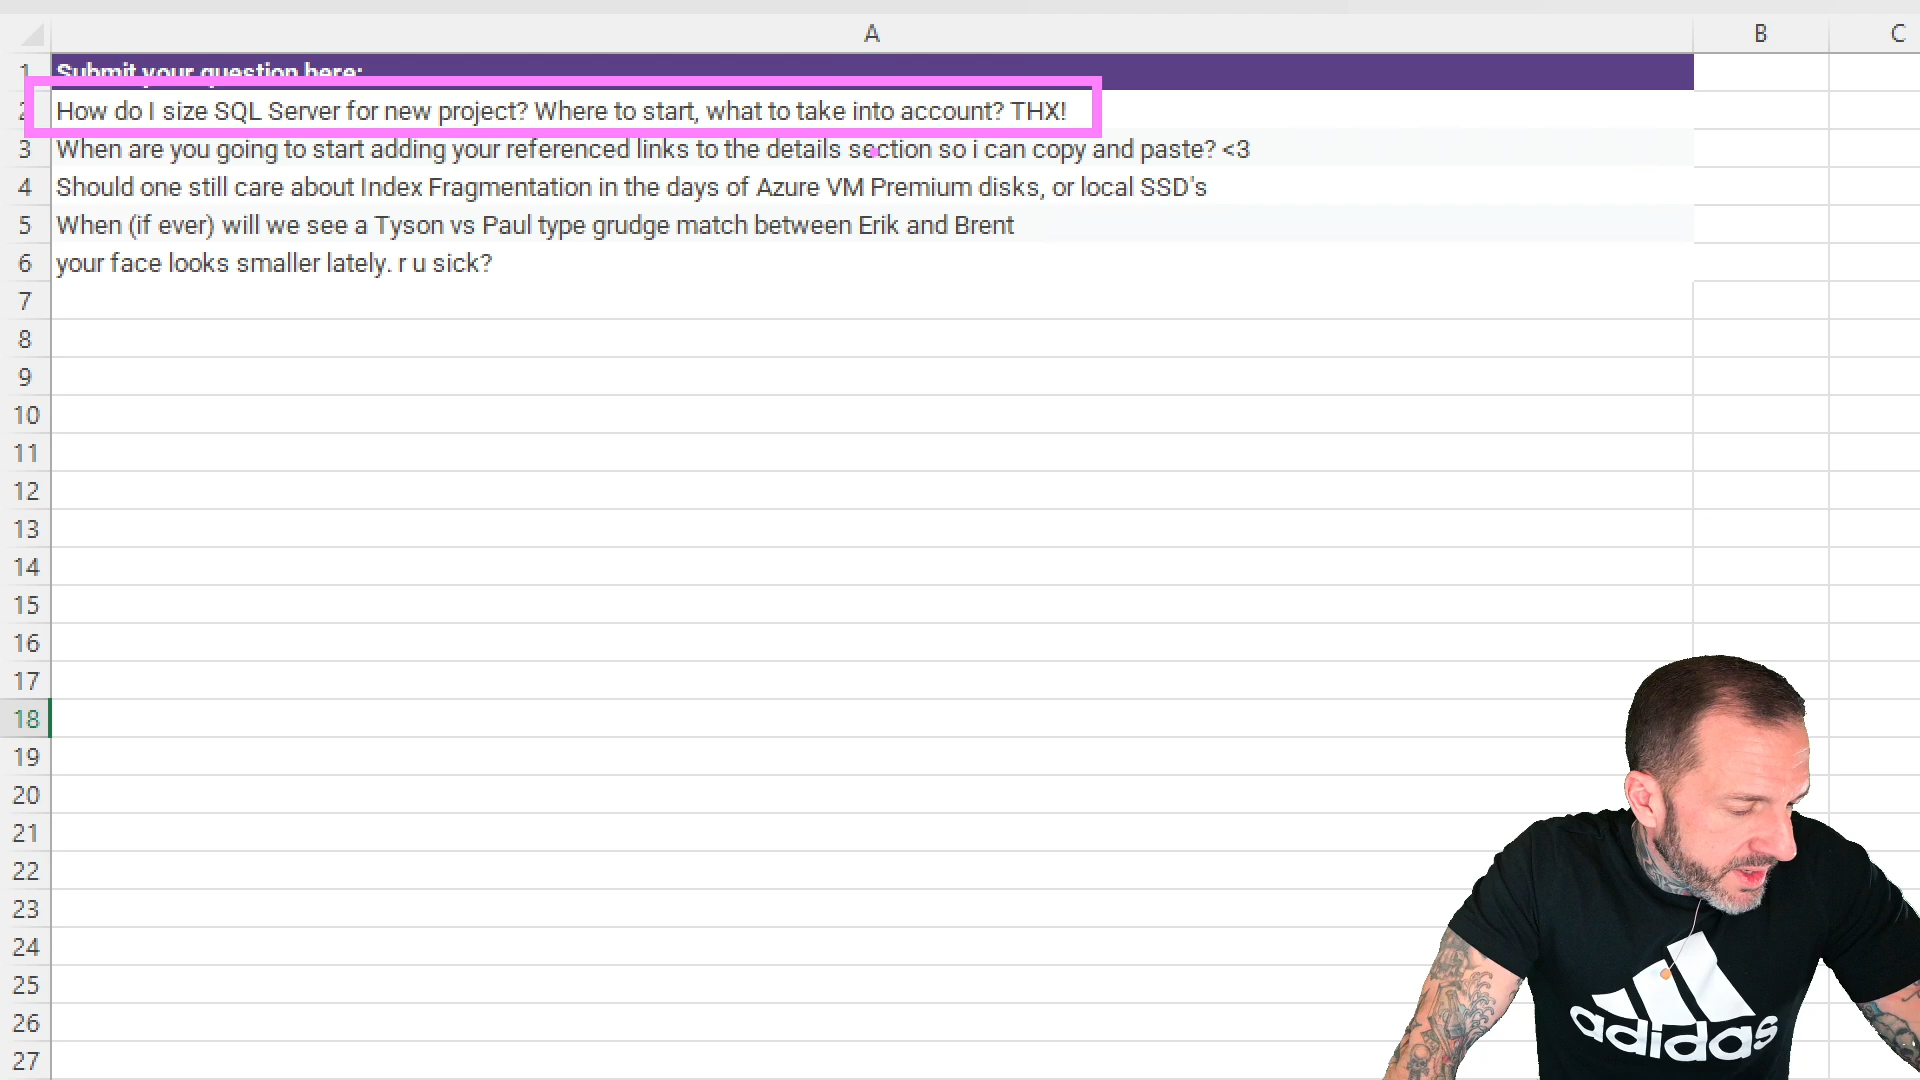 A B C
1 Submit your question here:
2 How do I size SQL Server for new project? Where to start, what to take into account? THX!
3 When are you going to start adding your referenced links to the details section so i can copy and paste? <3
4 Should one still care about Index Fragmentation in the days of Azure VM Premium disks, or local SSD's
5 When (if ever) will we see a Tyson vs Paul type grudge match between Erik and Brent
6 your face looks smaller lately. r u sick?
7
8
9
10
11
12
13
14
15
16
17
18
19
20
21
22
23
24
25
26
27
adidas